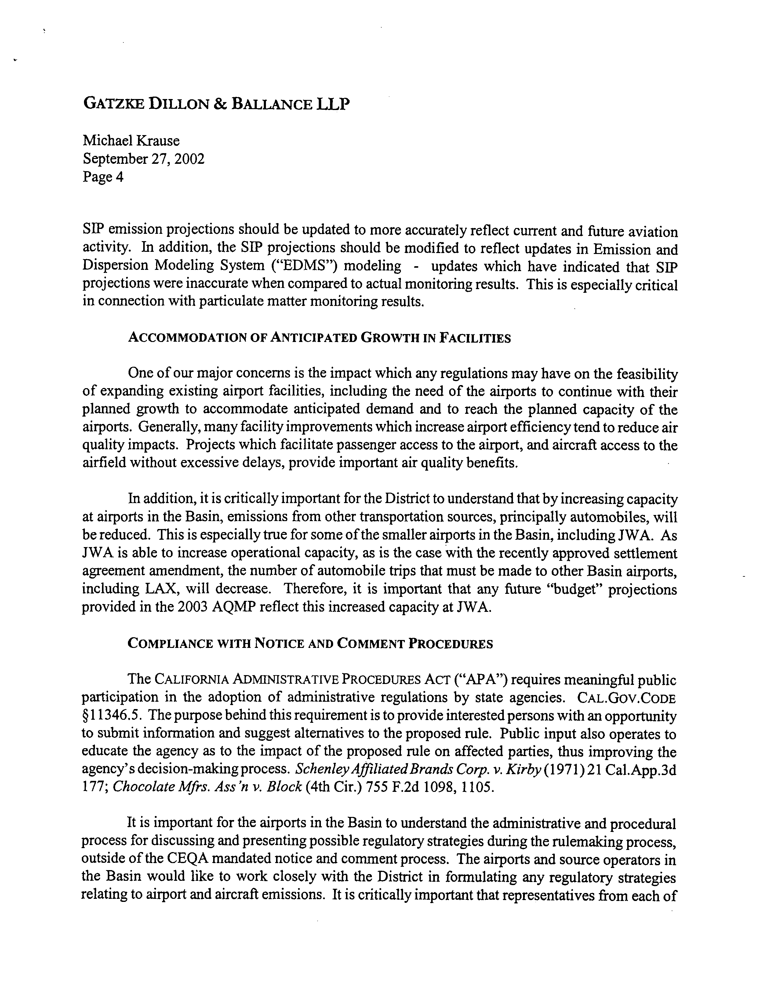 GATZKE DILLON & BALLANCE LLP
Michael Krause
September 27, 2002
Page 4
SIP emission projections should be updated to more accurately reflect current and future aviation
activity. In addition, the SIP projections should be modified to reflect updates in Emission and
Dispersion Modeling System (“EDMS”) modeling - updates which have indicated that SIP
projections were inaccurate when compared to actual monitoring results. This is especially critical
in connection with particulate matter monitoring results.
ACCOMMODATION OF ANTICIPATED GROWTH IN FACILITIES
One of our major concerns is the impact which any regulations may have on the feasibility
of expanding existing airport facilities, including the need of the airports to continue with their
planned growth to accommodate anticipated demand and to reach the planned capacity of the
airports. Generally, many facility improvements which increase airport efficiency tend to reduce air
quality impacts. Projects which facilitate passenger access to the airport, and aircraft access to the
airfield without excessive delays, provide important air quality benefits.
In addition, it is critically important for the District to understand that by increasing capacity
at airports in the Basin, emissions from other transportation sources, principally automobiles, will
be reduced. This is especially true for some of the smaller airports in the Basin, including JWA. As
JWA is able to increase operational capacity, as is the case with the recently approved settlement
agreement amendment, the number of automobile trips that must be made to other Basin airports,
including LAX, will decrease. Therefore, it is important that any future “budget” projections
provided in the 2003 AQMP reflect this increased capacity at JWA.
COMPLIANCE WITH NOTICE AND COMMENT PROCEDURES
The CALIFORNIA ADMINISTRATIVE PROCEDURES ACT (“APA”) requires meaningful public
participation in the adoption of administrative regulations by state agencies. CAL.GOV.CODE
§11346.5. The purpose behind this requirement is to provide interested persons with an opportunity
to submit information and suggest alternatives to the proposed rule. Public input also operates to
educate the agency as to the impact of the proposed rule on affected parties, thus improving the
agency’s decision-making process. Schenley Affiliated Brands Corp. v. Kirby (1971) 21 Cal.App.3d
177; Chocolate Mfrs. Ass’n v. Block (4th Cir.) 755 F.2d 1098, 1105.
It is important for the airports in the Basin to understand the administrative and procedural
process for discussing and presenting possible regulatory strategies during the rulemaking process,
outside of the CEQA mandated notice and comment process. The airports and source operators in
the Basin would like to work closely with the District in formulating any regulatory strategies
relating to airport and aircraft emissions. It is critically important that representatives from each of